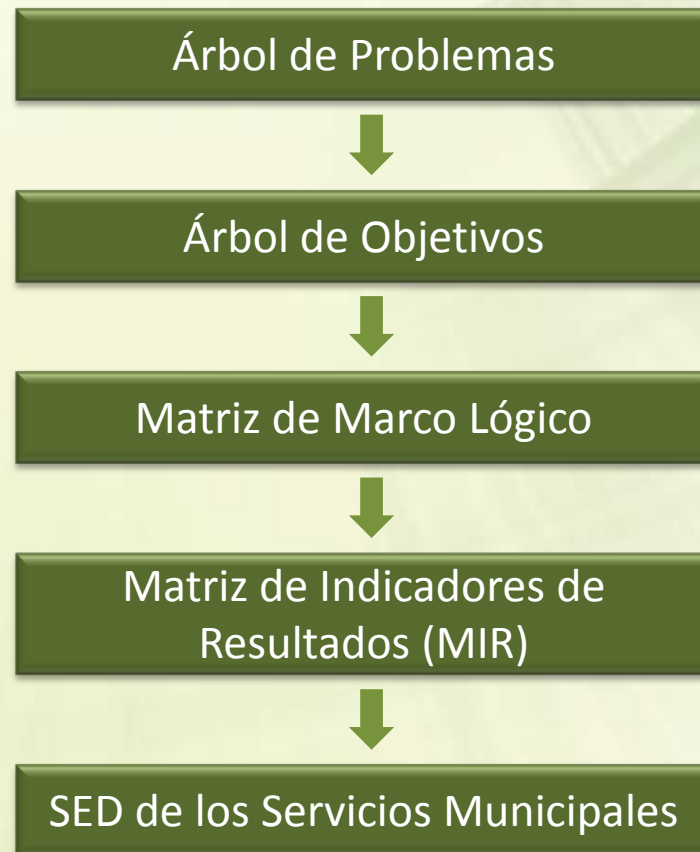 Árbol de Problemas
Árbol de Objetivos
Matriz de Marco Lógico
Matriz de Indicadores de
Resultados (MIR)
SED de los Servicios Municipales